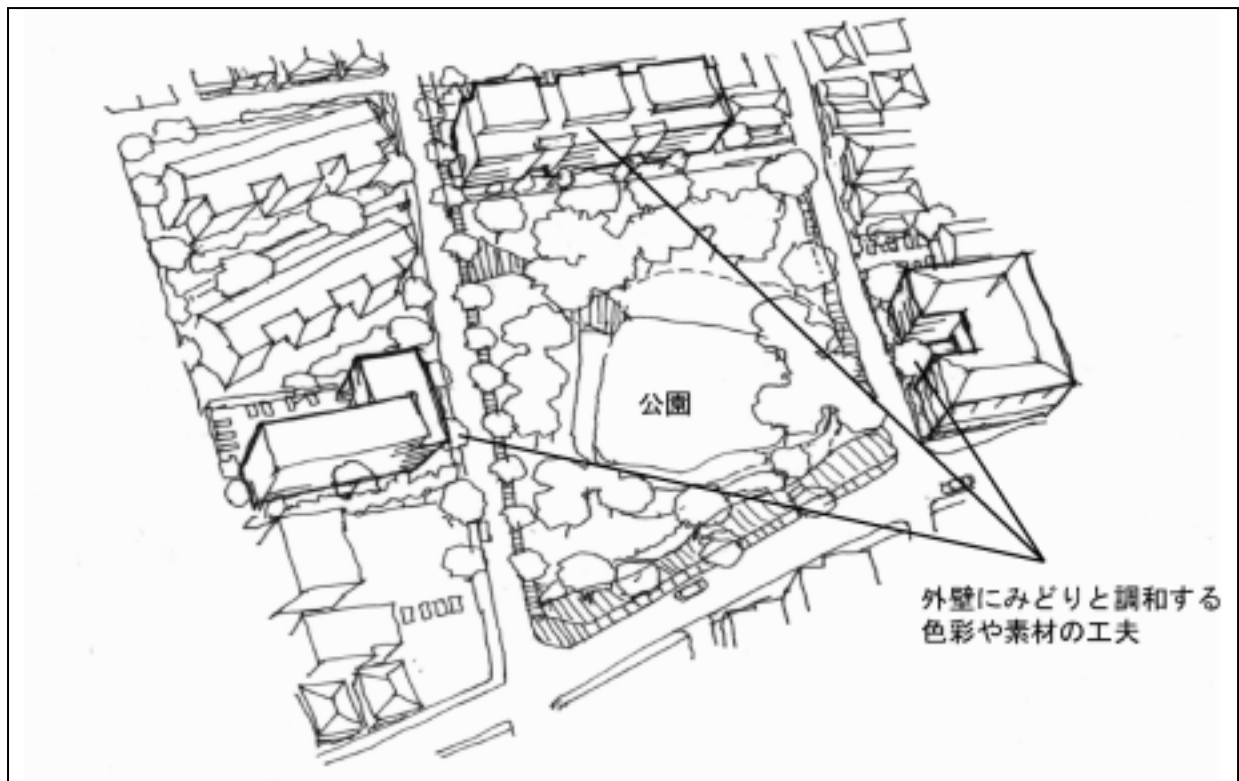 公園
外壁にみどりと調和する
色彩や素材の工夫